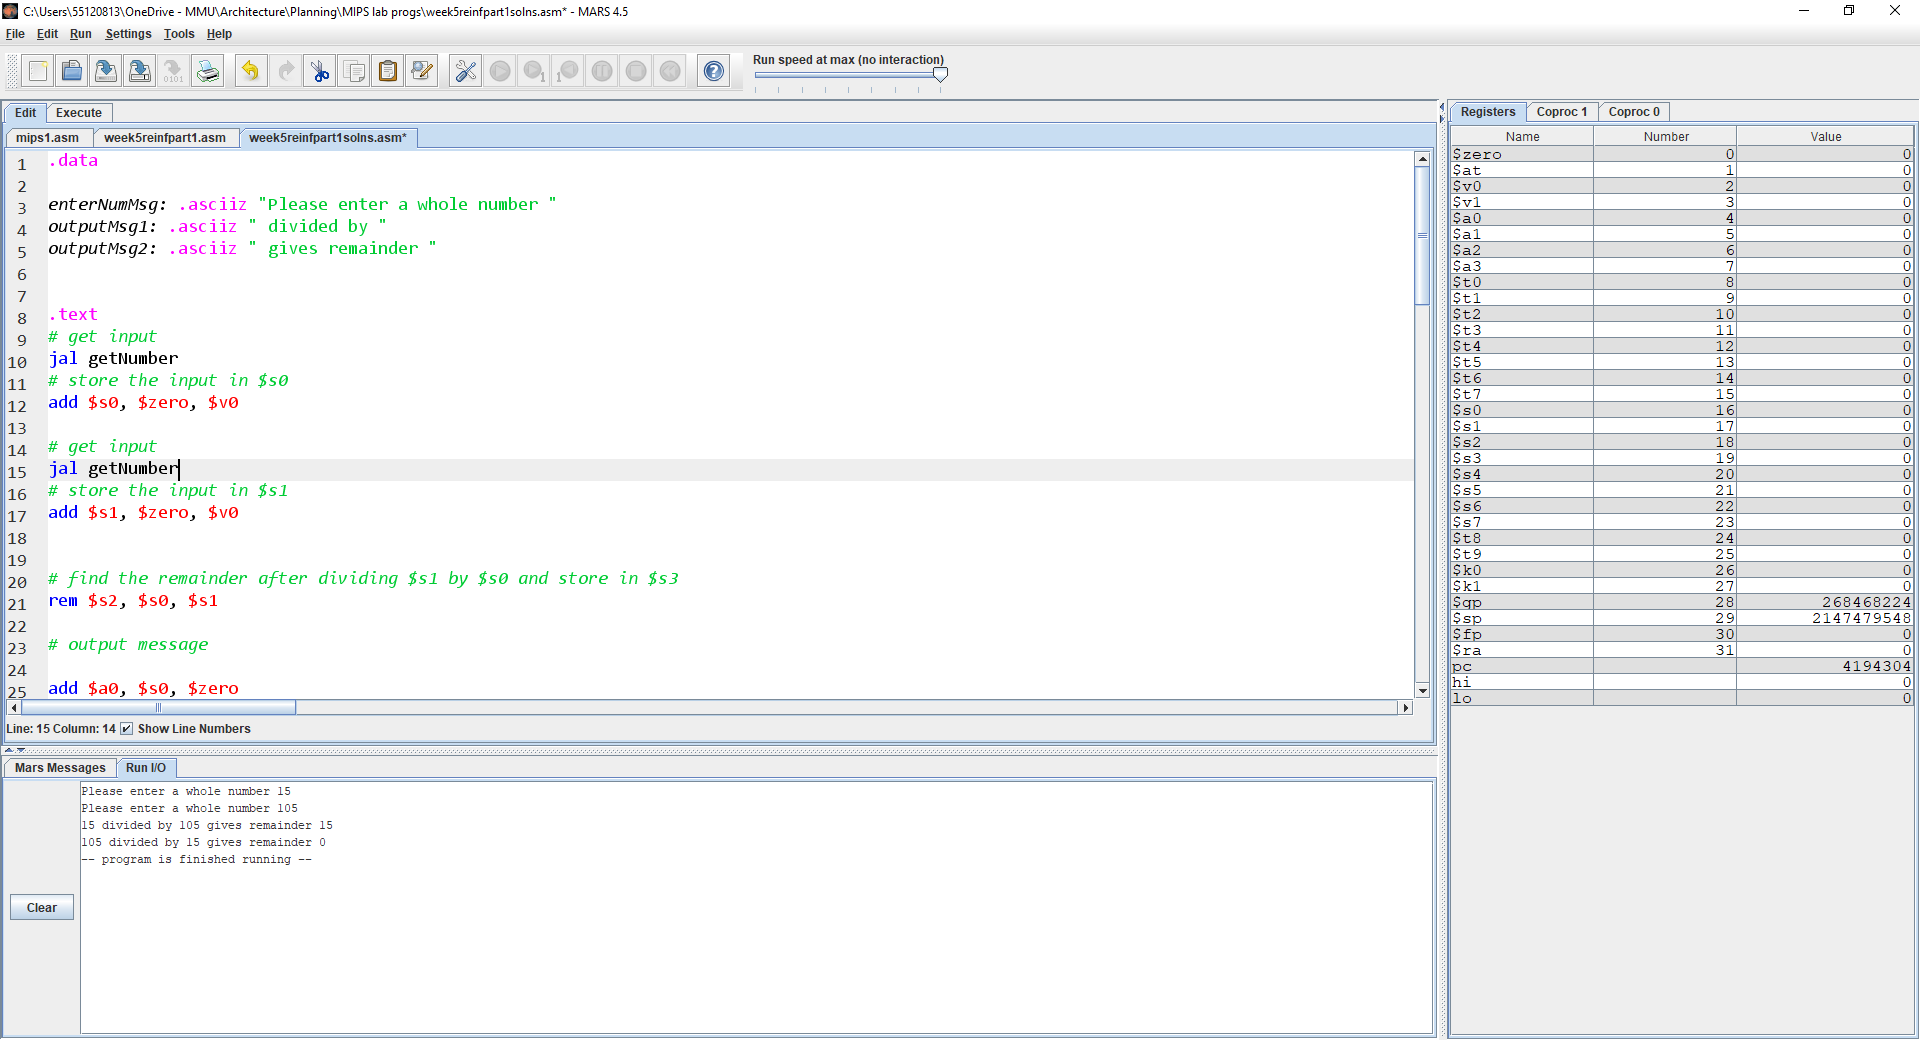 C:\Users\55120813\OneDrive - MMU\Architecture\Planning\MIPS lab progs\week5reinfpart1solns.asm* - MARS 4.5
File Edit Run Settings Tools Help
Run speed at max (no interaction)
Edit Execute
mips1.asm week5reinfpart1.asm week5reinfpart1solns.asm*
1 .data
2
3 enterNumMsg: .asciiz "Please enter a whole number "
4 outputMsg1: .asciiz " divided by "
5 outputMsg2: .asciiz " gives remainder "
6
7
8 .text
9 # get input
10 jal getNumber
11 # store the input in $s0
12 add $s0, $zero, $v0
13
14 # get input
15 jal getNumber
16 # store the input in $s1
17 add $s1, $zero, $v0
18
19
20 # find the remainder after dividing $s1 by $s0 and store in $s3
21 rem $s2, $s0, $s1
22
23 # output message
24
25 add $a0, $s0, $zero
Line: 15 Column: 14 Show Line Numbers
Mars Messages Run I/O
Please enter a whole number 15
Please enter a whole number 105
15 divided by 105 gives remainder 15
105 divided by 15 gives remainder 0
-- program is finished running --
Clear
Registers Coproc 1 Coproc 0
Name Number Value
$zero 0 0
$at 1 0
$v0 2 0
$v1 3 0
$a0 4 0
$a1 5 0
$a2 6 0
$a3 7 0
$t0 8 0
$t1 9 0
$t2 10 0
$t3 11 0
$t4 12 0
$t5 13 0
$t6 14 0
$t7 15 0
$s0 16 0
$s1 17 0
$s2 18 0
$s3 19 0
$s4 20 0
$s5 21 0
$s6 22 0
$s7 23 0
$t8 24 0
$t9 25 0
$k0 26 0
$k1 27 0
$gp 28 268468224
$sp 29 2147479548
$fp 30 0
$ra 31 0
pc 4194304
hi 0
lo 0